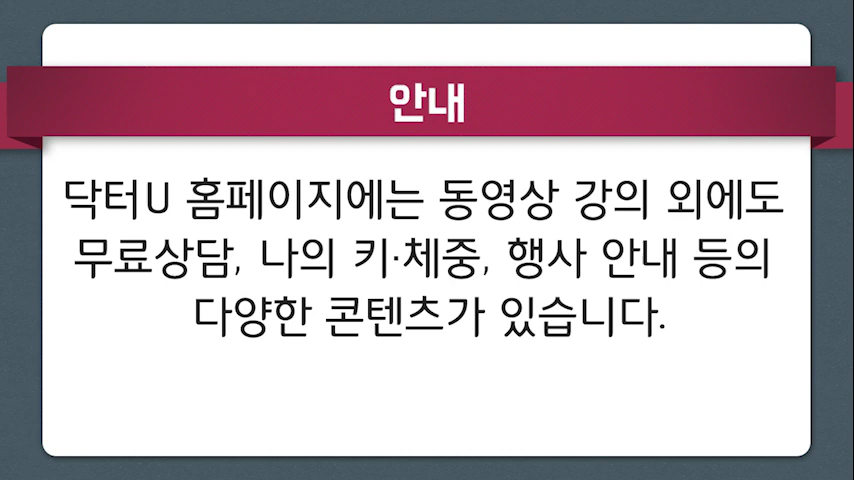 안내
닥터U 홈페이지에는 동영상 강의 외에도
무료상담, 나의 키·체중, 행사 안내 등의
다양한 콘텐츠가 있습니다.